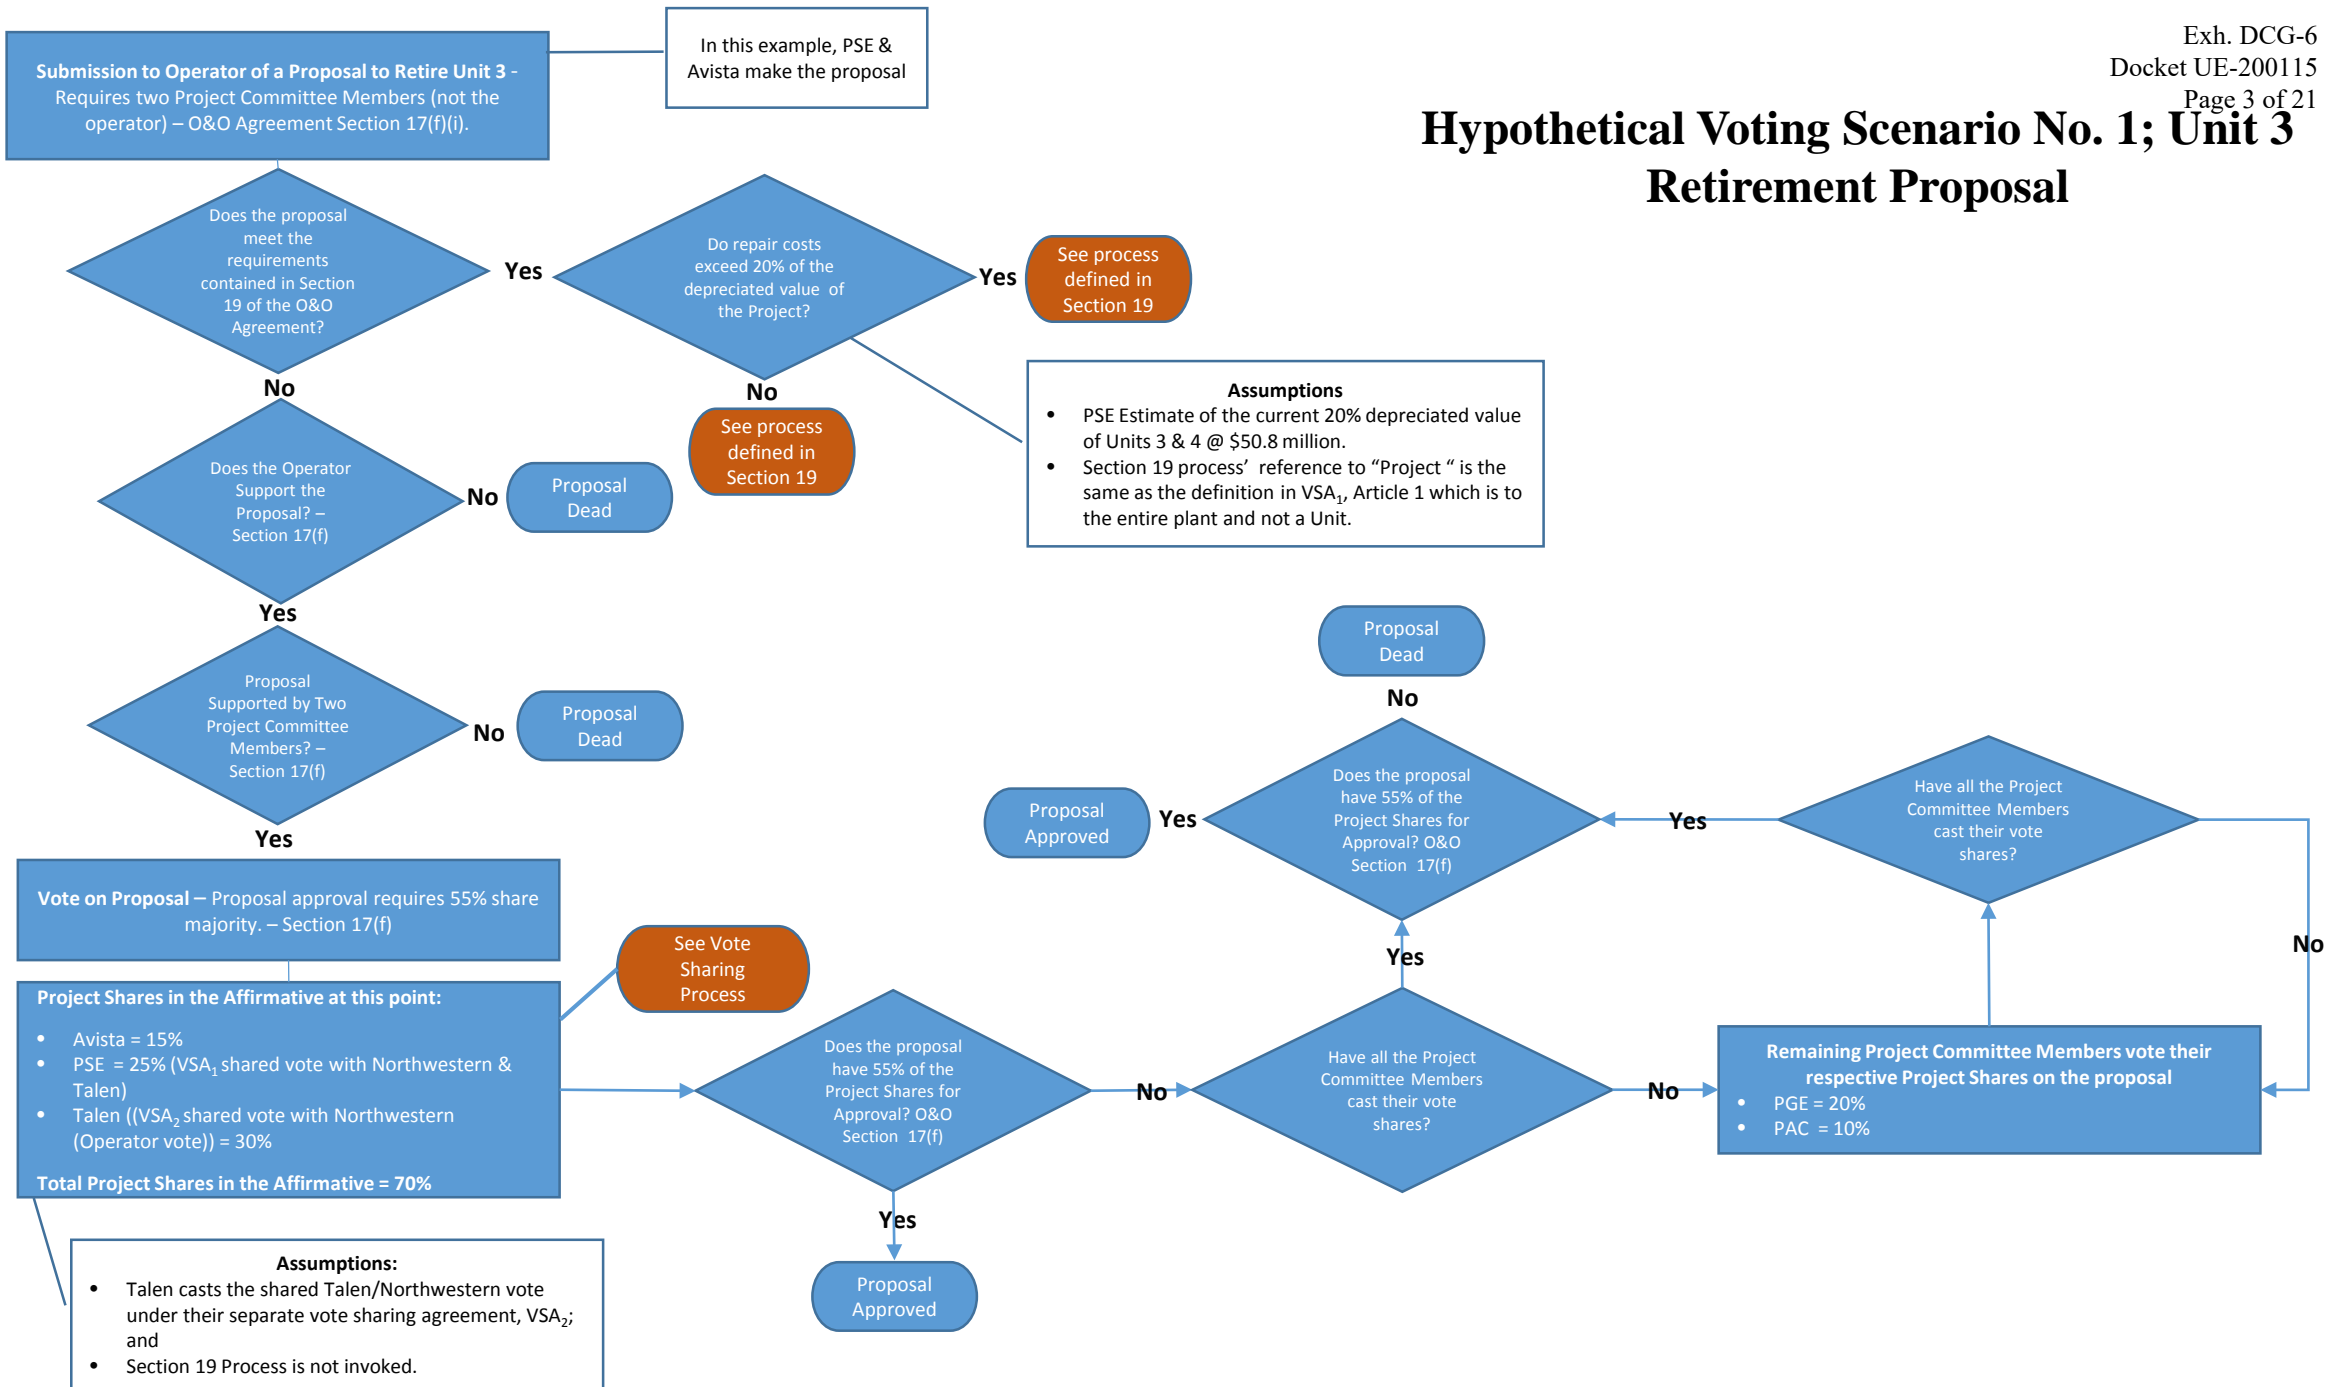 Exh. DCG-6
Docket UE-200115
Page 3 of 21
Hypothetical Voting Scenario No. 1; Unit 3
Retirement Proposal
Submission to Operator of a Proposal to Retire Unit 3 -
Requires two Project Committee Members (not the
operator) – O&O Agreement Section 17(f)(i).
In this example, PSE &
Avista make the proposal
Does the proposal
meet the
requirements
contained in Section
19 of the O&O
Agreement?
Yes
Do repair costs
exceed 20% of the
depreciated value of
the Project?
Yes
See process
defined in
Section 19
No
No
See process
defined in
Section 19
Assumptions
• PSE Estimate of the current 20% depreciated value
of Units 3 & 4 @ $50.8 million.
• Section 19 process’ reference to “Project “ is the
same as the definition in VSA1, Article 1 which is to
the entire plant and not a Unit.
Does the Operator
Support the
Proposal? –
Section 17(f)
No
Proposal
Dead
Yes
Proposal
Supported by Two
Project Committee
Members? –
Section 17(f)
No
Proposal
Dead
Yes
Vote on Proposal – Proposal approval requires 55% share
majority. – Section 17(f)
Project Shares in the Affirmative at this point:
• Avista = 15%
• PSE = 25% (VSA1 shared vote with Northwestern &
Talen)
• Talen ((VSA2 shared vote with Northwestern
(Operator vote)) = 30%
Total Project Shares in the Affirmative = 70%
See Vote
Sharing
Process
Assumptions:
• Talen casts the shared Talen/Northwestern vote
under their separate vote sharing agreement, VSA2;
and
• Section 19 Process is not invoked.
Does the proposal
have 55% of the
Project Shares for
Approval? O&O
Section 17(f)
Yes
Proposal
Approved
No
Have all the Project
Committee Members
cast their vote
shares?
No
Remaining Project Committee Members vote their
respective Project Shares on the proposal
• PGE = 20%
• PAC = 10%
Yes
Does the proposal
have 55% of the
Project Shares for
Approval? O&O
Section 17(f)
Yes
Proposal
Approved
No
Proposal
Dead
Yes
Have all the Project
Committee Members
cast their vote
shares?
No